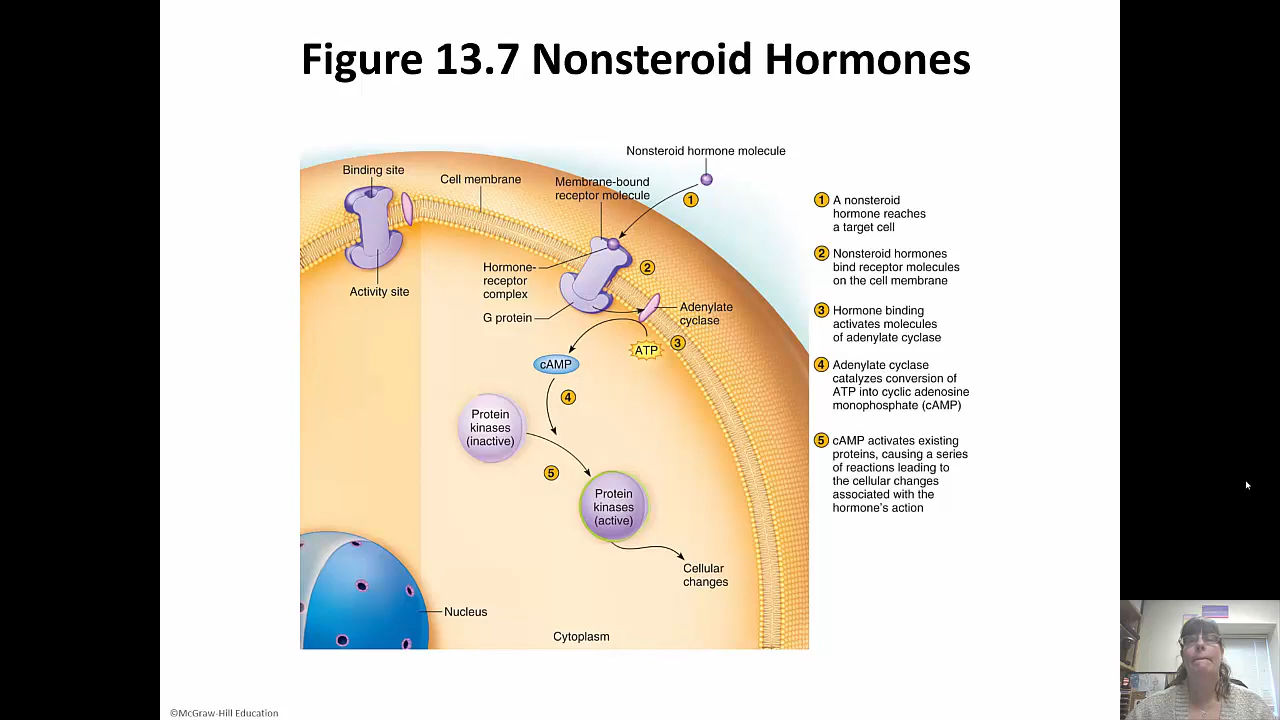 Figure 13.7 Nonsteroid Hormones
Nonsteroid hormone molecule
Binding site
Cell membrane
Membrane-bound
receptor molecule
1
2
Hormone-
receptor
complex
Activity site
G protein
Adenylate
cyclase
3
ATP
cAMP
4
Protein
kinases
(inactive)
5
Protein
kinases
(active)
Cellular
changes
Nucleus
Cytoplasm
1 A nonsteroid
hormone reaches
a target cell
2 Nonsteroid hormones
bind receptor molecules
on the cell membrane
3 Hormone binding
activates molecules
of adenylate cyclase
4 Adenylate cyclase
catalyzes conversion of
ATP into cyclic adenosine
monophosphate (cAMP)
5 cAMP activates existing
proteins, causing a series
of reactions leading to
the cellular changes
associated with the
hormone's action
©McGraw-Hill Education